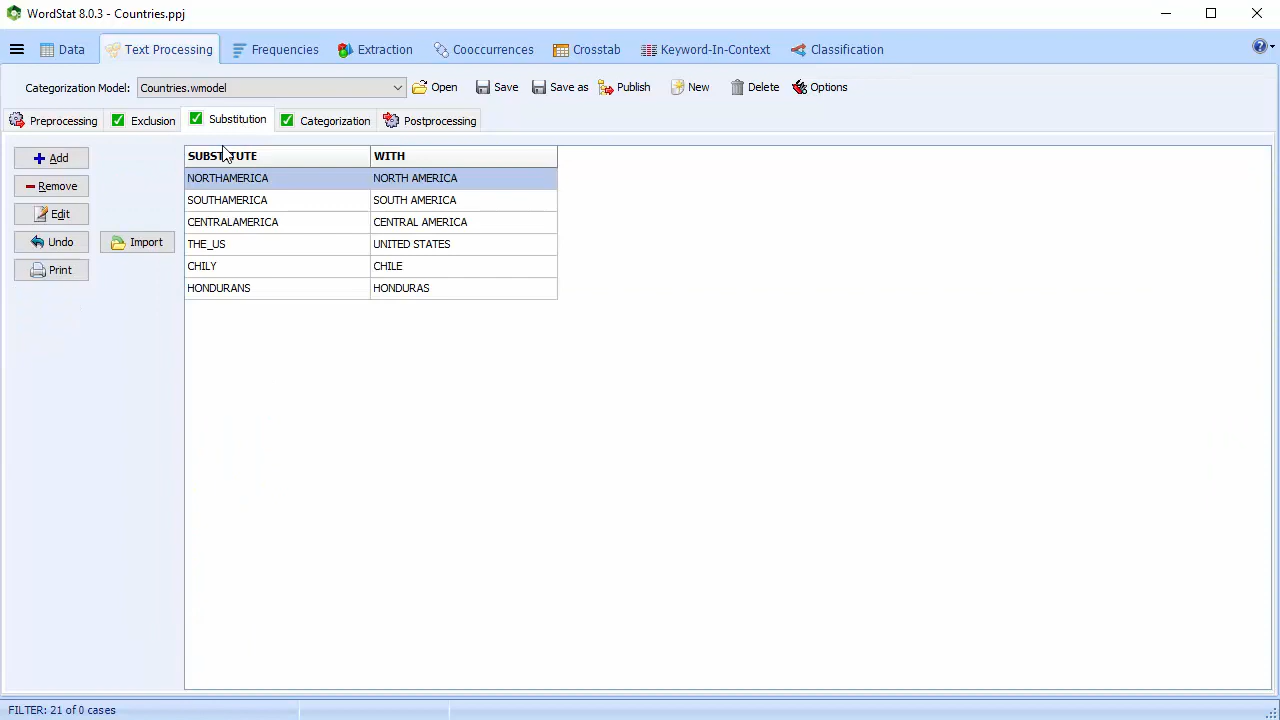 WordStat 8.0.3 - Countries.ppj
Data Text Processing Frequencies Extraction Cooccurrences Crosstab Keyword-In-Context Classification
Categorization Model: Countries.wmodel Open Save Save as Publish New Delete Options
Preprocessing Exclusion Substitution Categorization Postprocessing
Add
Remove
Edit
Undo Import
Print
SUBSTITUTE WITH
NORTHAMERICA NORTH AMERICA
SOUTHAMERICA SOUTH AMERICA
CENTRALAMERICA CENTRAL AMERICA
THE_US UNITED STATES
CHILY CHILE
HONDURANS HONDURAS
FILTER: 21 of 0 cases